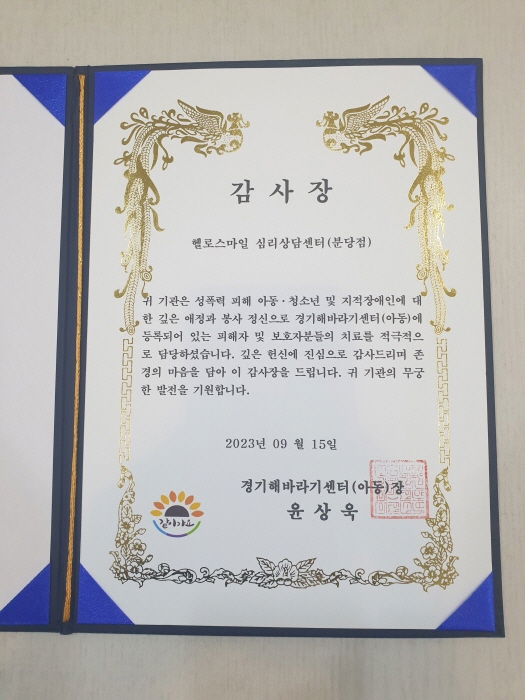 감 사 장
헬로스마일 심리상담센터(분당점)
귀 기관은 성폭력 피해 아동·청소년 및 지적장애인에 대
한 깊은 애정과 봉사 정신으로 경기해바라기센터(아동)에
등록되어 있는 피해자 및 보호자분들의 치료를 적극적으
로 담당하셨습니다. 깊은 헌신에 진심으로 감사드리며 존
경의 마음을 담아 이 감사장을 드립니다. 귀 기관의 무궁
한 발전을 기원합니다.
2023년 09 월 15일
경기해바라기센터(아동)장
윤 상 욱
같이가요